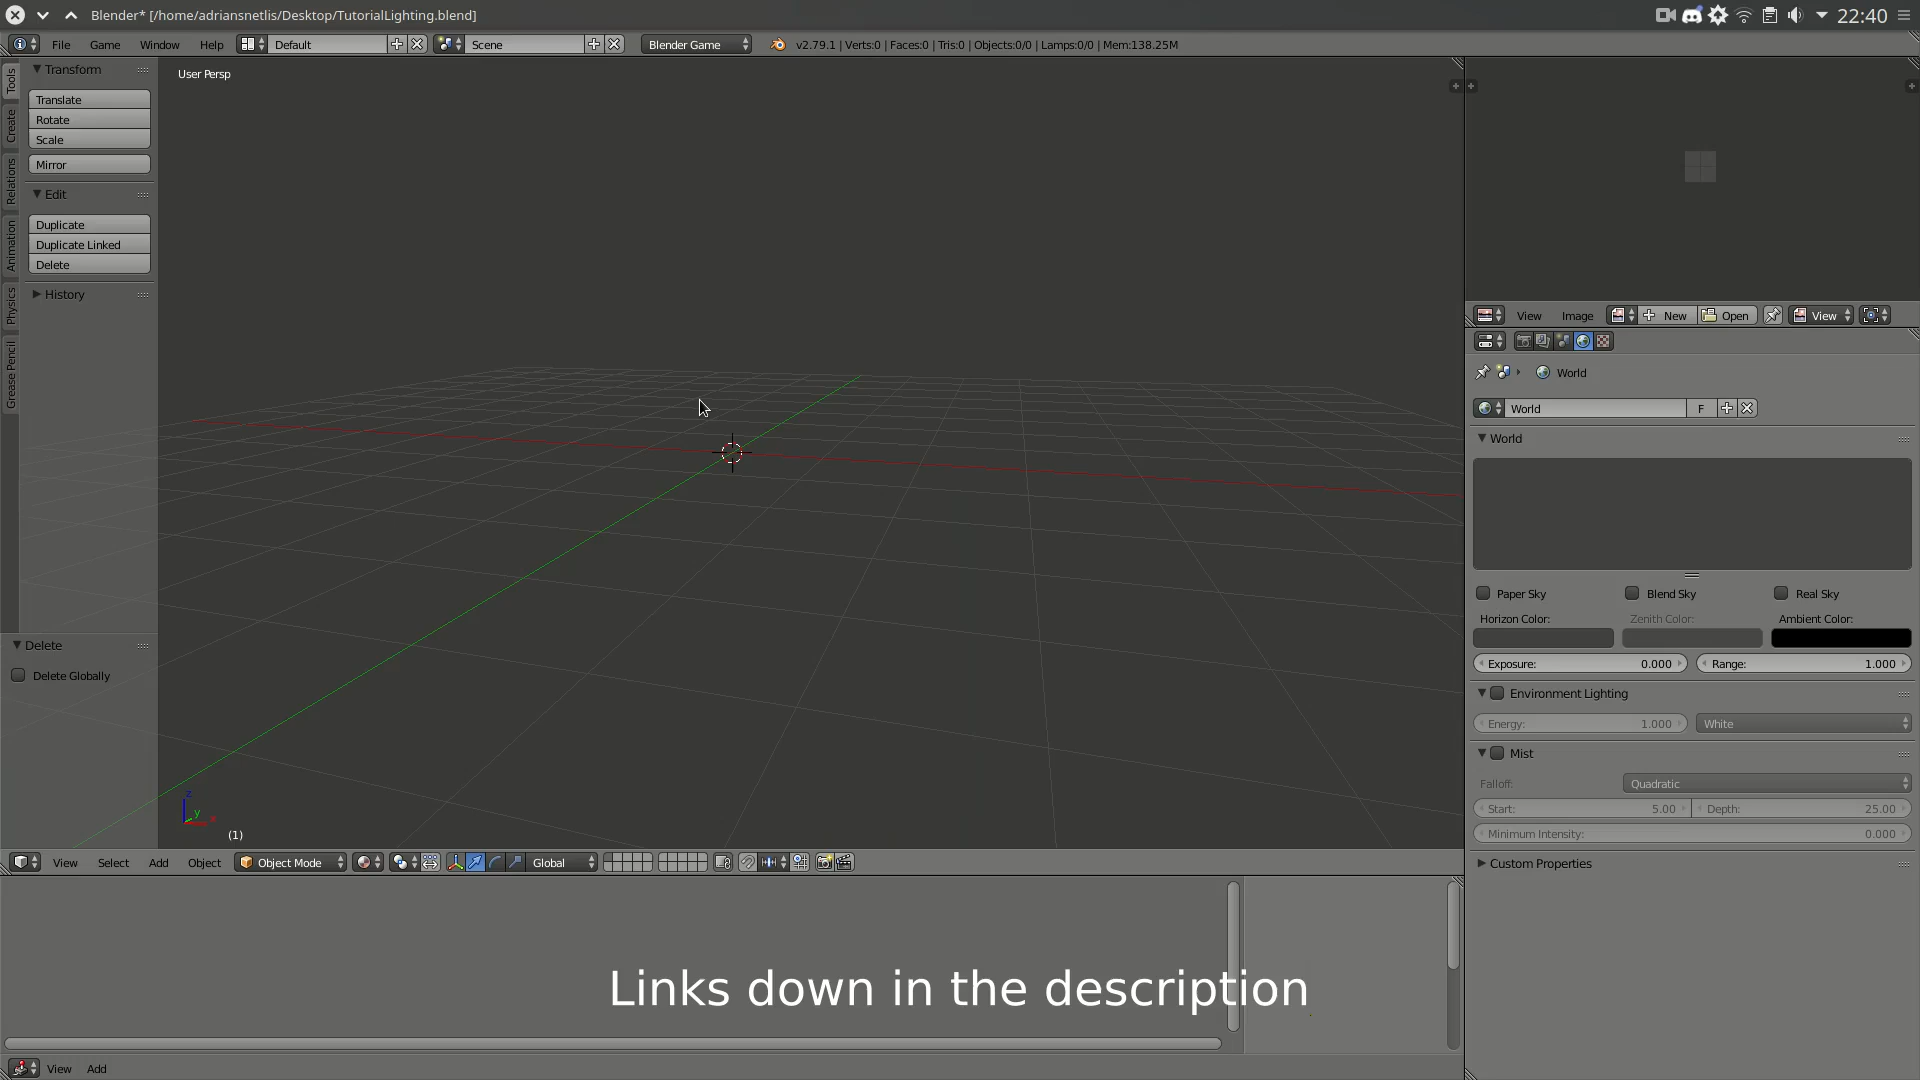 Blender* [/home/adriansnetlis/Desktop/TutorialLighting.blend]
22:40
File Game Window Help Default Scene Blender Game v2.79.1 | Verts:0 | Faces:0 | Tris:0 | Objects:0/0 | Lamps:0/0 | Mem:138.25M
Tools
Create
Relations
Animation
Physics
Grease Pencil
Transform
Translate
Rotate
Scale
Mirror
Edit
Duplicate
Duplicate Linked
Delete
History
Delete
Delete Globally
User Persp
z
y
x
(1)
View Select Add Object Object Mode Global
Links down in the description
View Add
View Image New Open View
World
World F
World
Paper Sky Blend Sky Real Sky
Horizon Color: Zenith Color: Ambient Color:
Exposure: 0.000 Range: 1.000
Environment Lighting
Energy: 1.000 White
Mist
Falloff: Quadratic
Start: 5.00 Depth: 25.00
Minimum Intensity: 0.000
Custom Properties